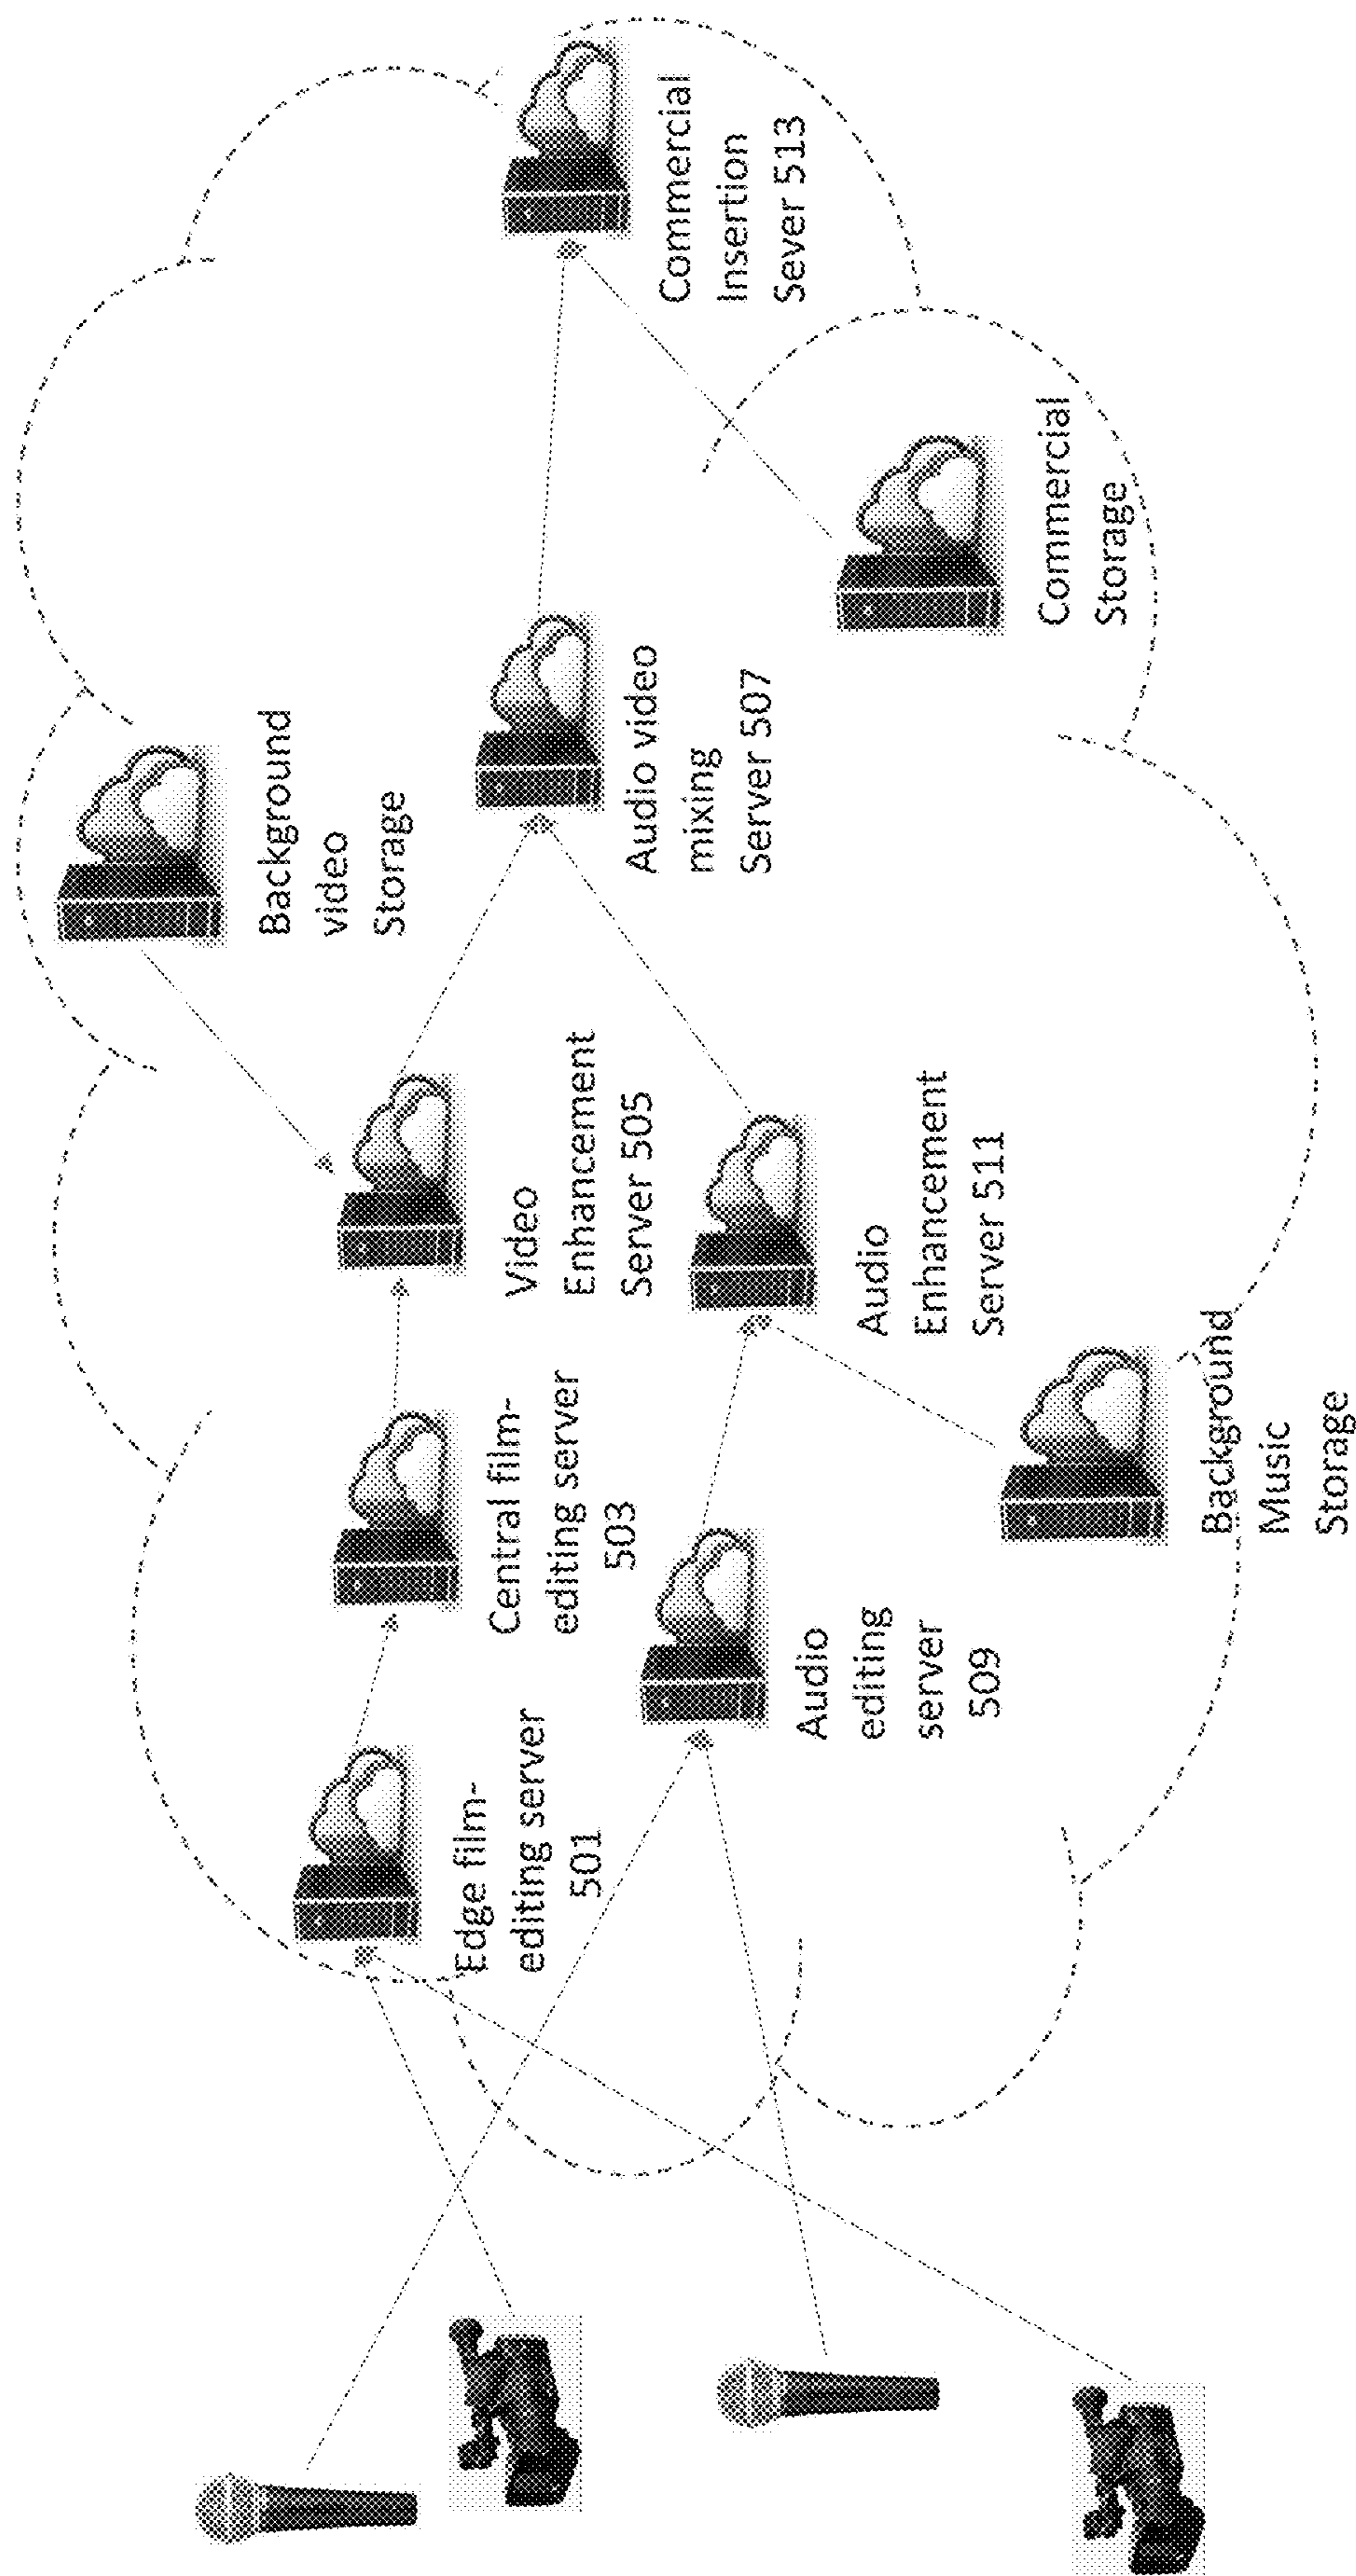 Edge film-
editing server
501
Central film-
editing server
503
Video
Enhancement
Server 505
Background
video
Storage
Audio video
mixing
Server 507
Commercial
Insertion
Sever 513
Audio
editing
server
509
Audio
Enhancement
Server 511
Background
Music
Storage
Commercial
Storage